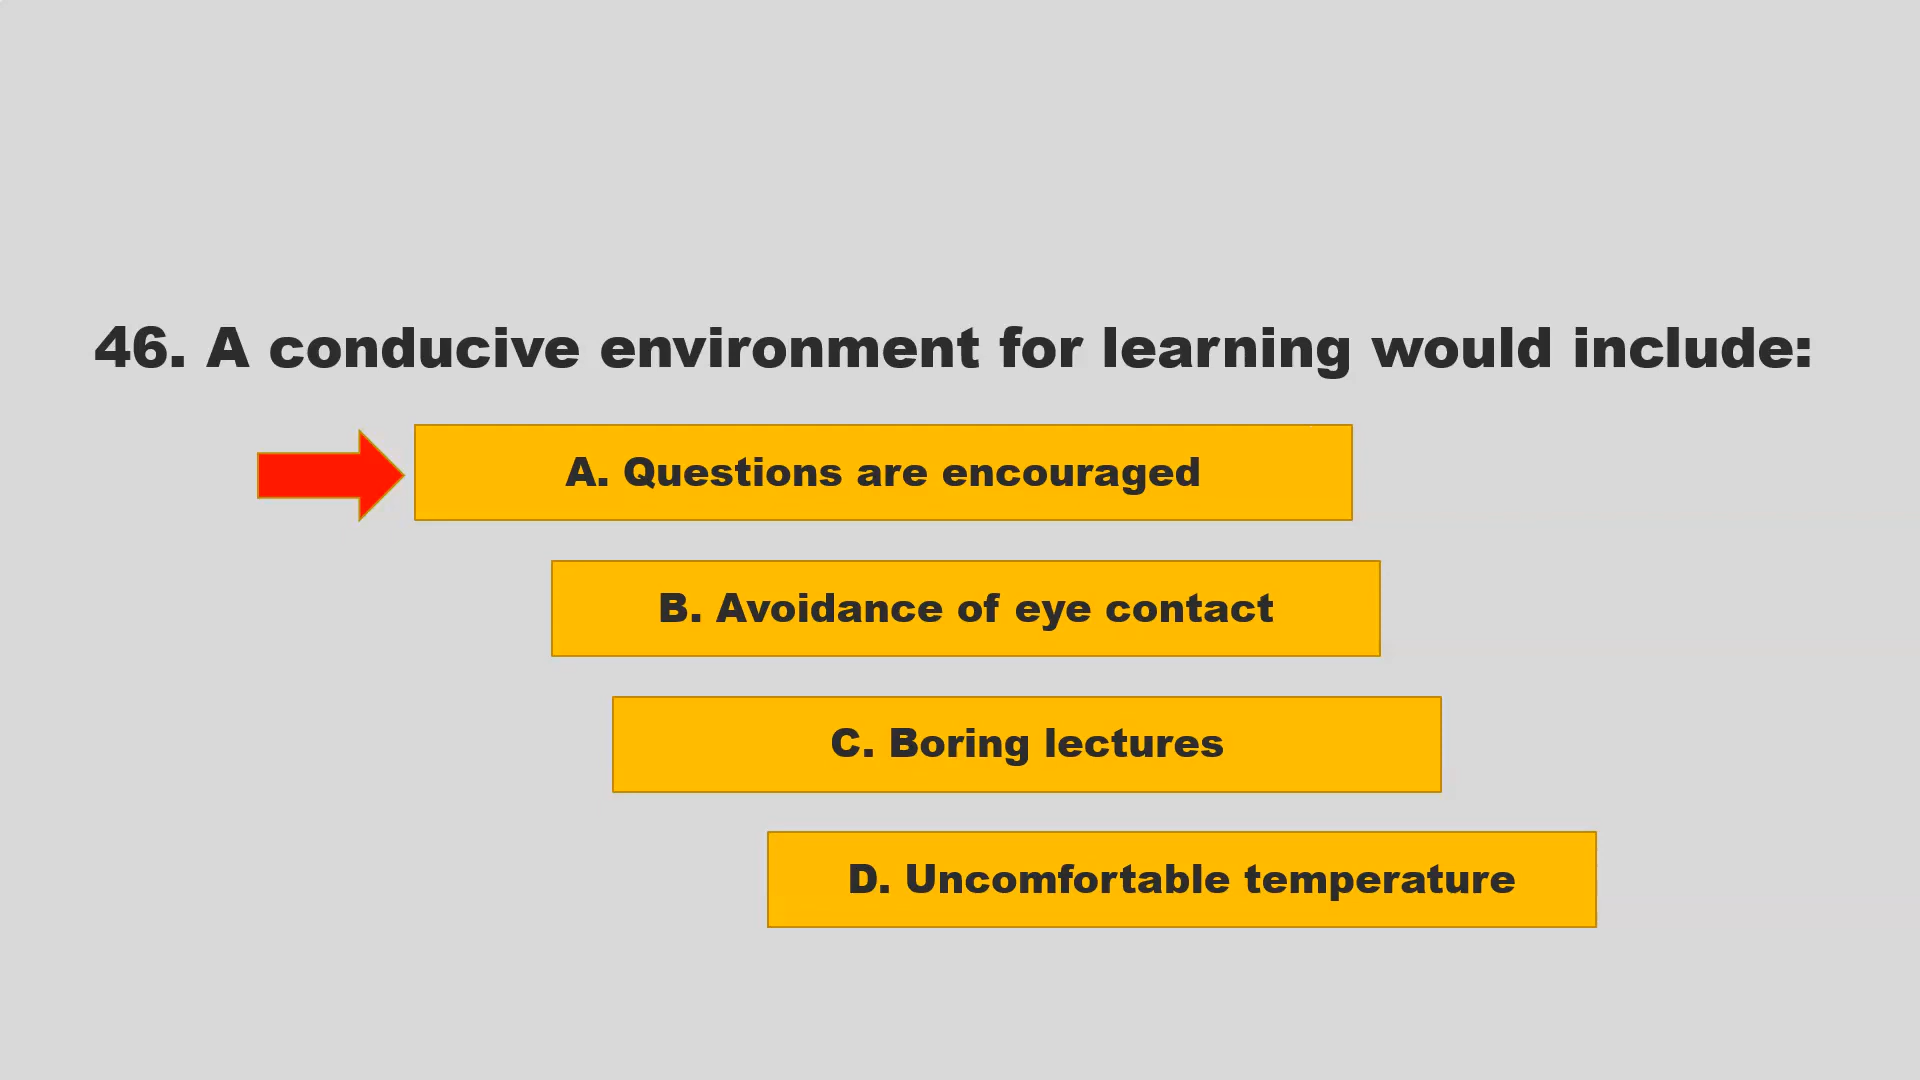 46. A conducive environment for learning would include:
A. Questions are encouraged
B. Avoidance of eye contact
C. Boring lectures
D. Uncomfortable temperature